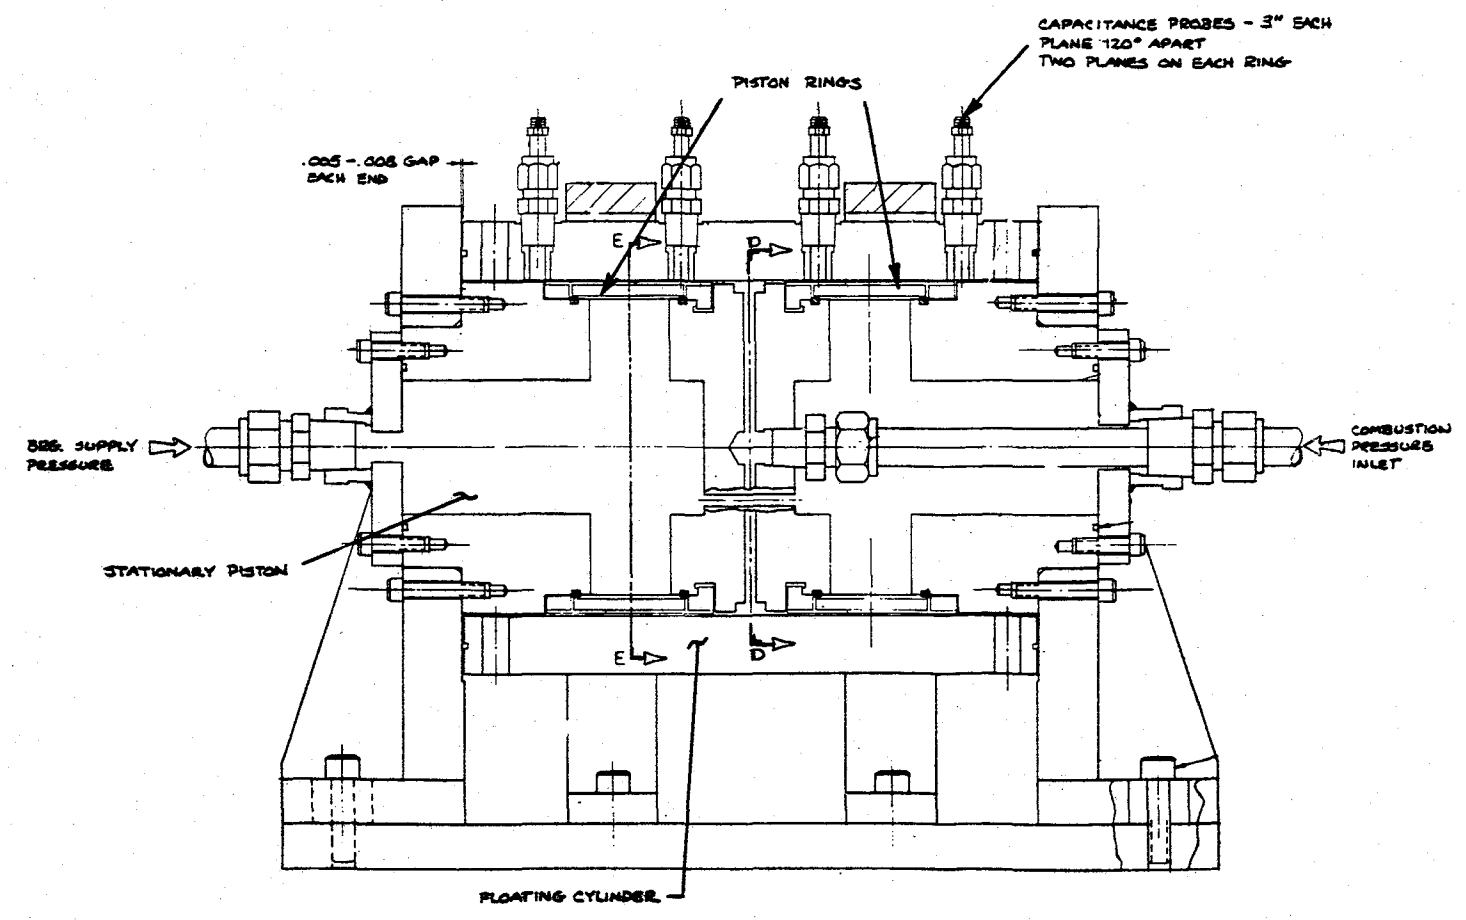 CAPACITANCE PROBES - 3" EACH
PLANE 120° APART
TWO PLANES ON EACH RING
PISTON RINGS
.005-.008 GAP
EACH END
E
D
BRG. SUPPLY
PRESSURE
COMBUSTION
PRESSURE
INLET
STATIONARY PISTON
E
D
FLOATING CYLINDER